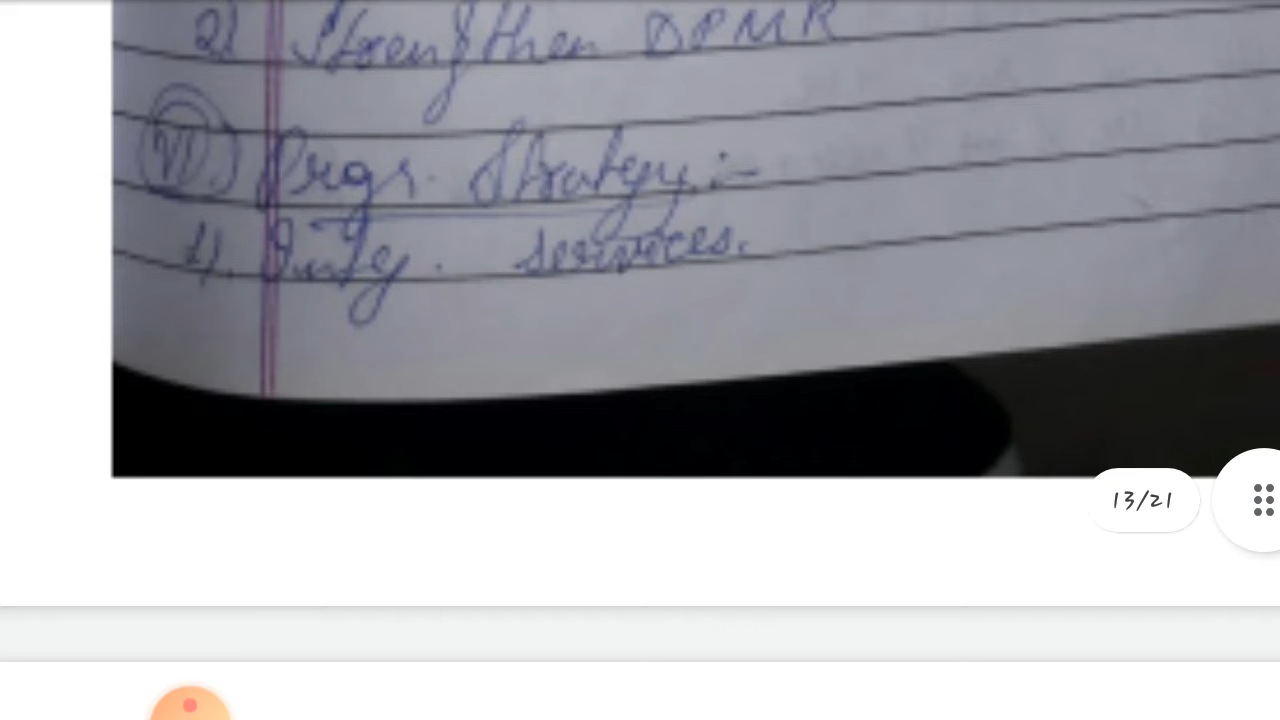 2) Strengthen DPMR
VI. Prgr. Strategy :-
1). Intg. services.
13/21